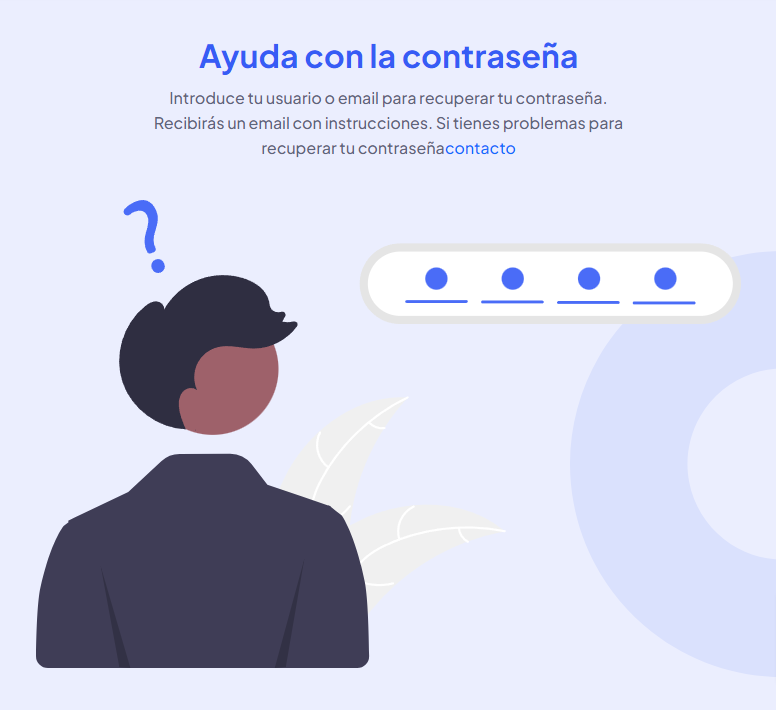 Ayuda con la contraseña
Introduce tu usuario o email para recuperar tu contraseña.
Recibirás un email con instrucciones. Si tienes problemas para
recuperar tu contraseñacontacto
?